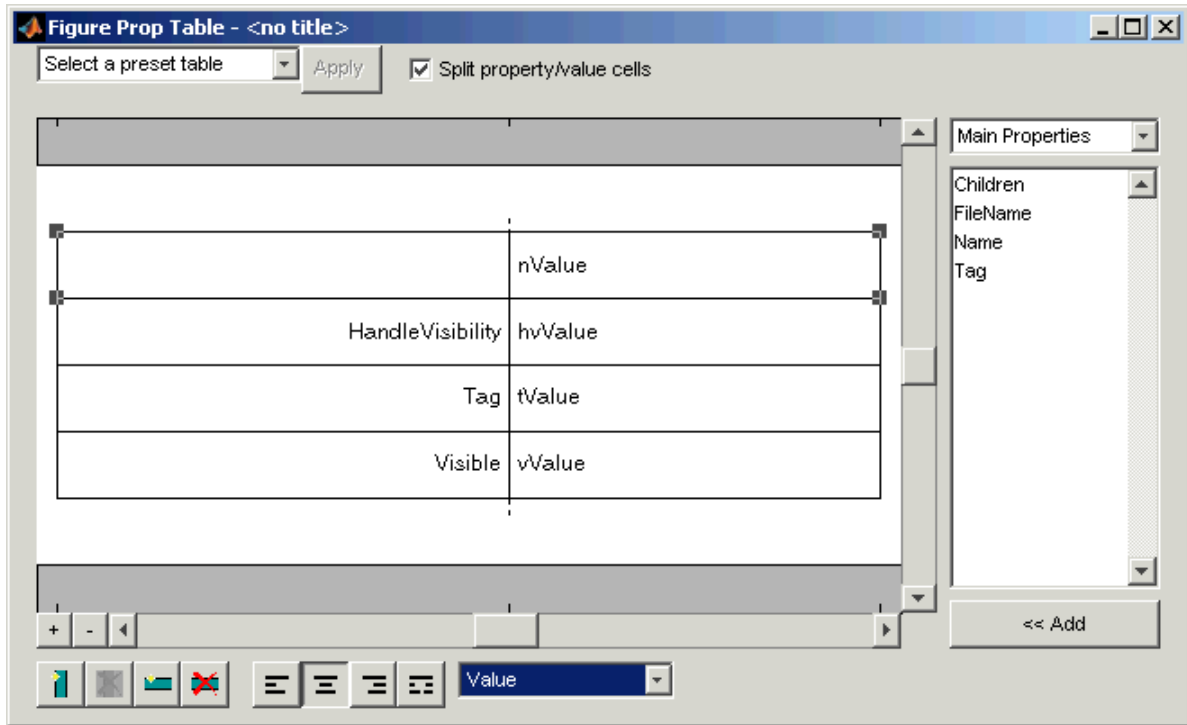 Figure Prop Table - <no title>
Select a preset table
Apply
Split property/value cells
Main Properties
Children
FileName
Name
Tag
nValue
HandleVisibility hvValue
Tag tValue
Visible vValue
+ -
<< Add
Value